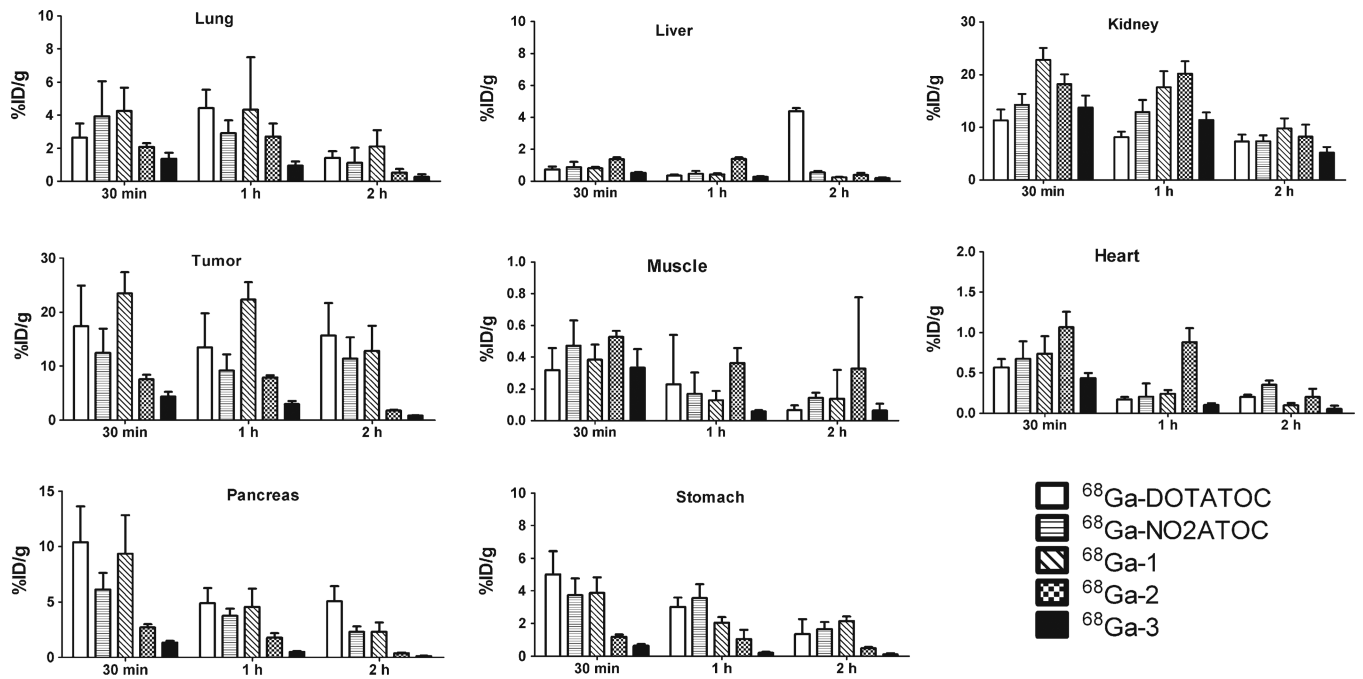 Lung
%ID/g
10
8
6
4
2
0
30 min 1 h 2 h
Liver
%ID/g
10
8
6
4
2
0
30 min 1 h 2 h
Kidney
%ID/g
30
20
10
0
30 min 1 h 2 h
Tumor
%ID/g
30
20
10
0
30 min 1 h 2 h
Muscle
%ID/g
1.0
0.8
0.6
0.4
0.2
0.0
30 min 1 h 2 h
Heart
%ID/g
2.0
1.5
1.0
0.5
0.0
30 min 1 h 2 h
Pancreas
%ID/g
15
10
5
0
30 min 1 h 2 h
Stomach
%ID/g
10
8
6
4
2
0
30 min 1 h 2 h
⁶⁸Ga-DOTATOC
⁶⁸Ga-NO2ATOC
⁶⁸Ga-1
⁶⁸Ga-2
⁶⁸Ga-3